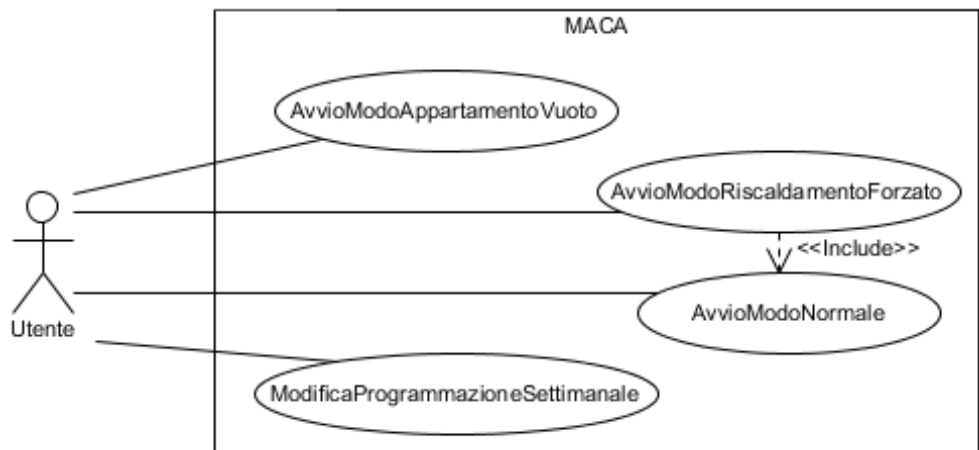 MACA
AvvioModoAppartamentoVuoto
AvvioModoRiscaldamentoForzato
<<Include>>
AvvioModoNormale
Utente
ModificaProgrammazioneSettimanale